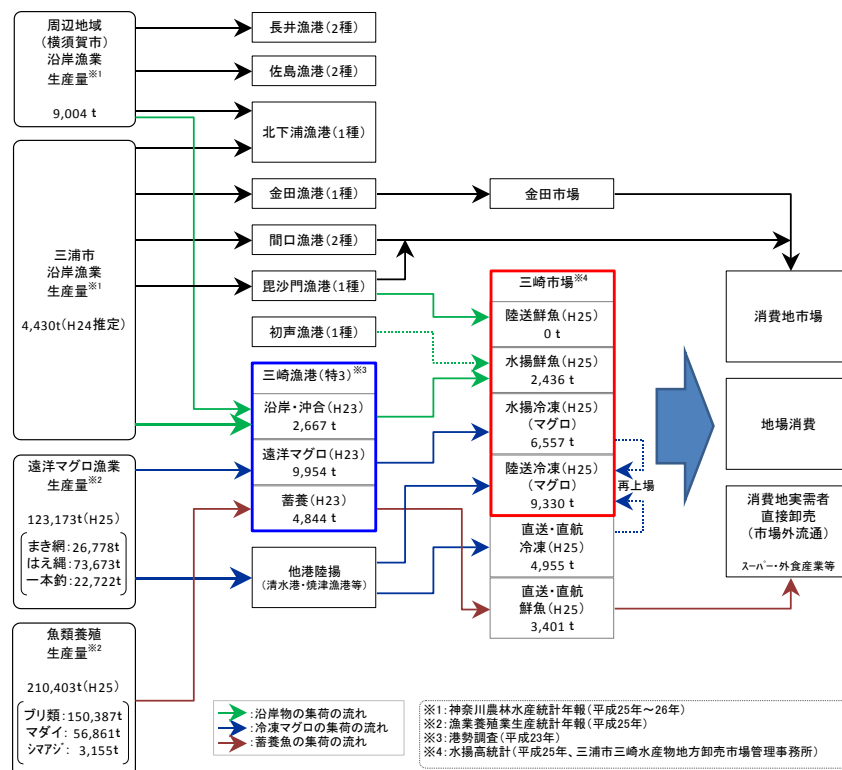 周辺地域
(横須賀市)
沿岸漁業
生産量※1
9,004 t
長井漁港(2種)
佐島漁港(2種)
北下浦漁港(1種)
三浦市
沿岸漁業
生産量※1
4,430t(H24推定)
金田漁港(1種)
金田市場
間口漁港(2種)
毘沙門漁港(1種)
初声漁港(1種)
三崎漁港(特3)※3
沿岸・沖合(H23)
2,667 t
遠洋マグロ(H23)
9,954 t
蓄養(H23)
4,844 t
他港陸揚
(清水港・焼津漁港等)
三崎市場※4
陸送鮮魚(H25)
0 t
水揚鮮魚(H25)
2,436 t
水揚冷凍(H25)
(マグロ)
6,557 t
陸送冷凍(H25)
(マグロ)
9,330 t
再上場
直送・直航
冷凍(H25)
4,955 t
直送・直航
鮮魚(H25)
3,401 t
消費地市場
地場消費
消費地実需者
直接卸売
(市場外流通)
スーパー・外食産業等
遠洋マグロ漁業
生産量※2
123,173t(H25)
まき網:26,778t
はえ縄:73,673t
一本釣:22,722t
魚類養殖
生産量※2
210,403t(H25)
ブリ類:150,387t
マダイ: 56,861t
シマアジ: 3,155t
:沿岸物の集荷の流れ
:冷凍マグロの集荷の流れ
:蓄養魚の集荷の流れ
※1:神奈川農林水産統計年報(平成25年~26年)
※2:漁業養殖業生産統計年報(平成25年)
※3:港勢調査(平成23年)
※4:水揚高統計(平成25年、三浦市三崎水産物地方卸売市場管理事務所)